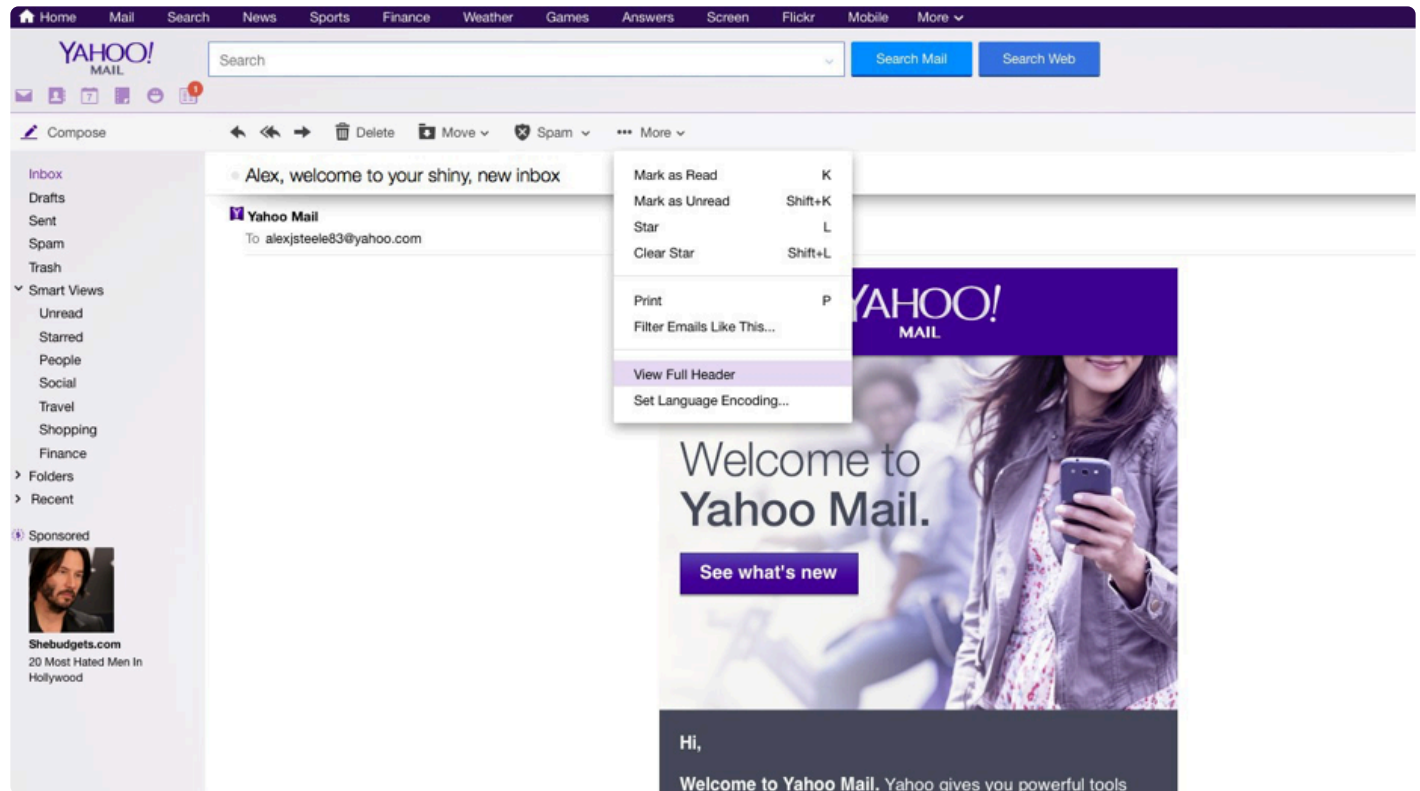 Home Mail Search News Sports Finance Weather Games Answers Screen Flickr Mobile More
YAHOO!
MAIL
Search
Search Mail Search Web
7
1
Compose
Delete Move Spam More
Inbox
Drafts
Sent
Spam
Trash
Smart Views
Unread
Starred
People
Social
Travel
Shopping
Finance
Folders
Recent
Sponsored
Shebudgets.com
20 Most Hated Men In
Hollywood
Alex, welcome to your shiny, new inbox
Yahoo Mail
To alexjsteele83@yahoo.com
Mark as Read K
Mark as Unread Shift+K
Star L
Clear Star Shift+L
Print P
Filter Emails Like This...
View Full Header
Set Language Encoding...
YAHOO!
MAIL
Welcome to
Yahoo Mail.
See what's new
Hi,
Welcome to Yahoo Mail. Yahoo gives you powerful tools